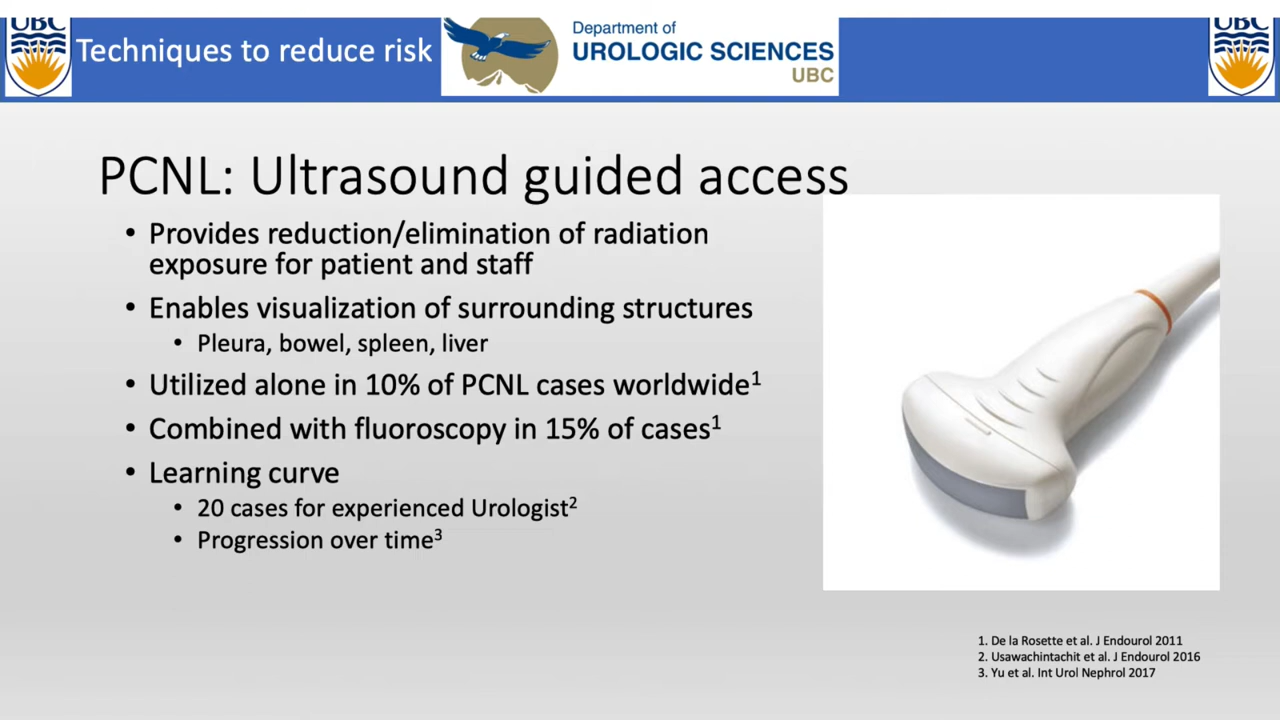 UBC
Techniques to reduce risk
Department of
UROLOGIC SCIENCES
UBC
UBC
PCNL: Ultrasound guided access
• Provides reduction/elimination of radiation
exposure for patient and staff
• Enables visualization of surrounding structures
• Pleura, bowel, spleen, liver
• Utilized alone in 10% of PCNL cases worldwide¹
• Combined with fluoroscopy in 15% of cases¹
• Learning curve
• 20 cases for experienced Urologist²
• Progression over time³
1. De la Rosette et al. J Endourol 2011
2. Usawachintachit et al. J Endourol 2016
3. Yu et al. Int Urol Nephrol 2017